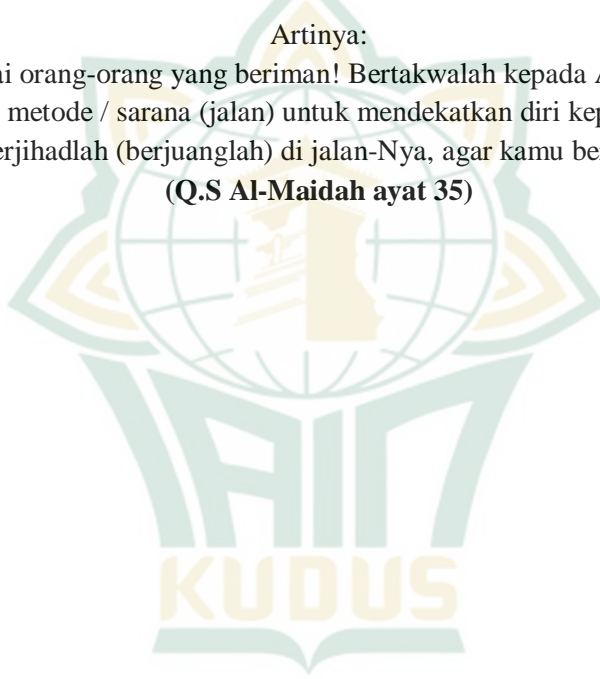 Artinya:
orang-orang yang beriman! Bertakwalah kepada
metode / sarana (jalan) untuk mendekatkan diri
(berjuanglah) di jalan-Nya, agar kamu
(Q.S Al-Maidah ayat 35)
IAIN
KUDUS